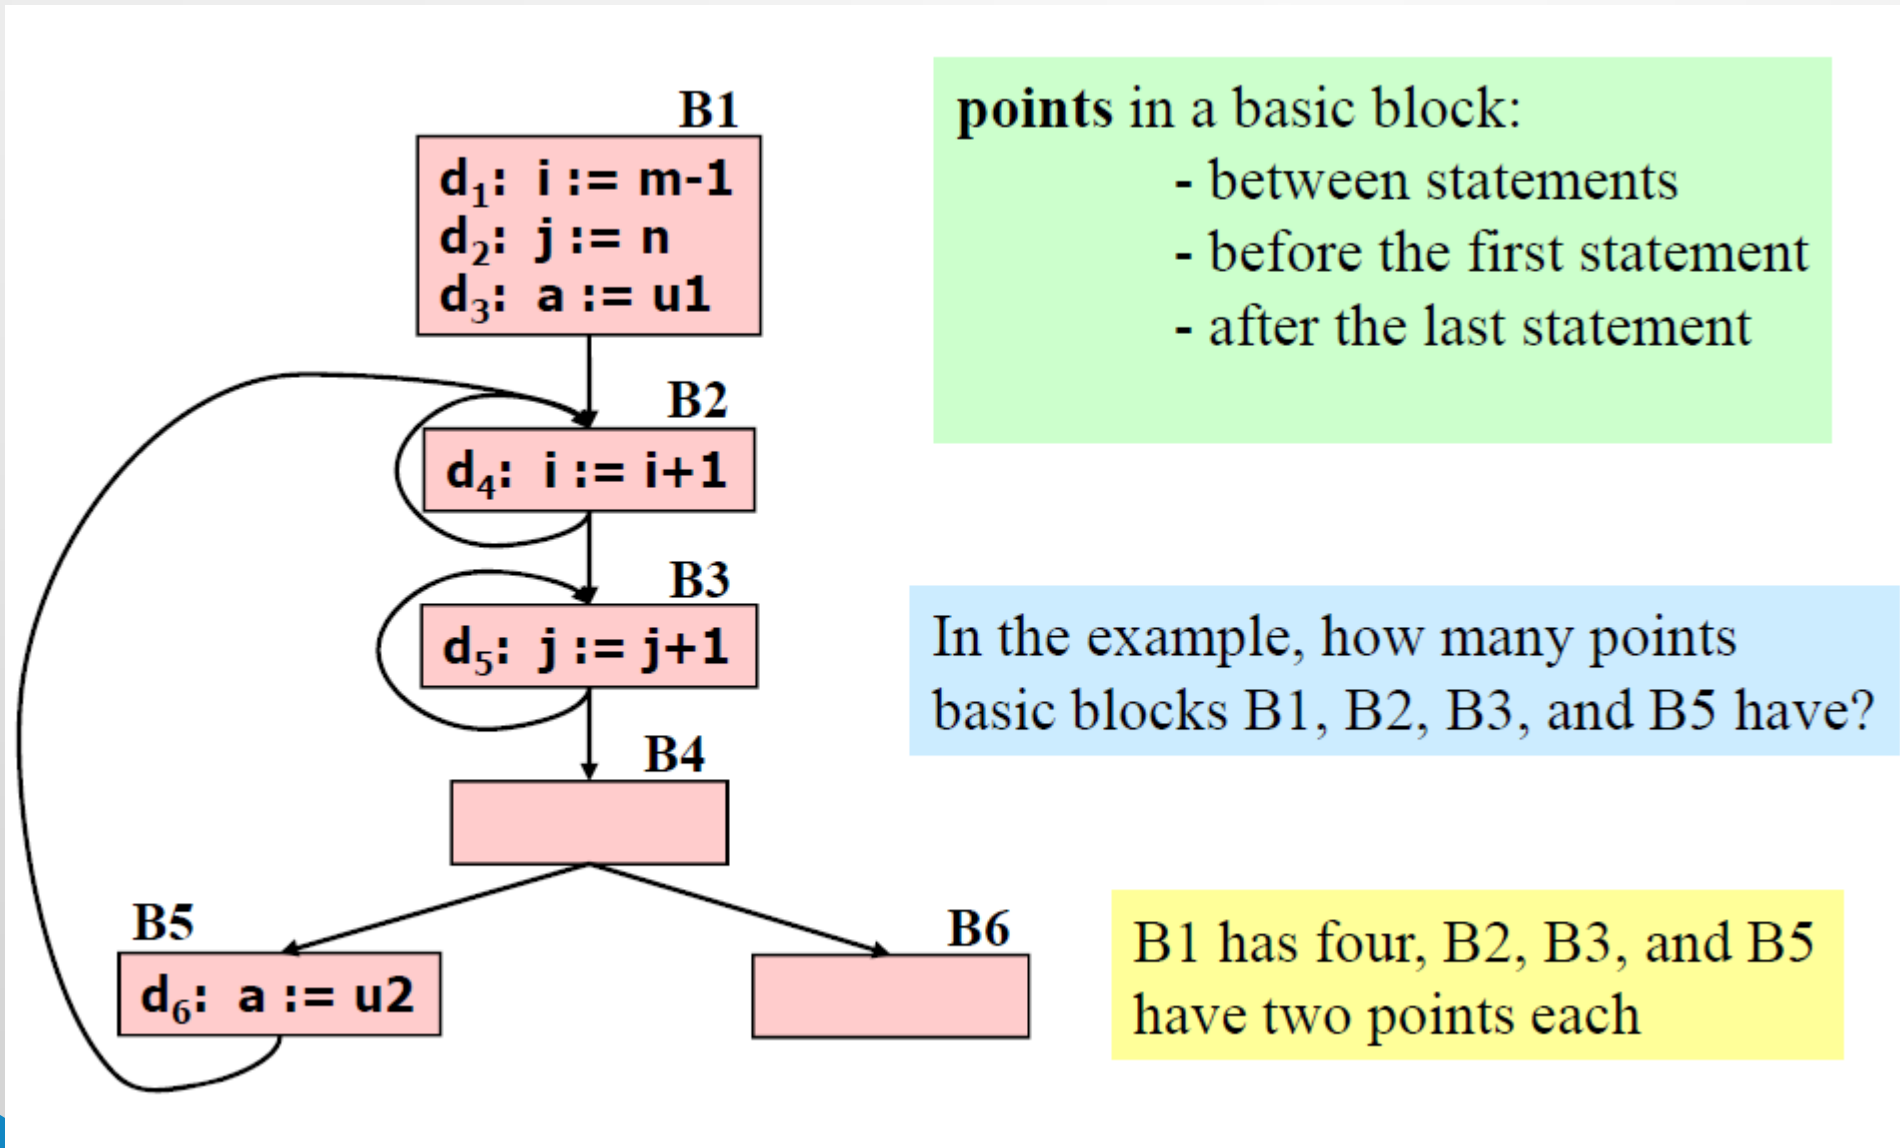 B1
d₁: i := m-1
d₂: j := n
d₃: a := u1
B2
d₄: i := i+1
B3
d₅: j := j+1
B4
B5
d₆: a := u2
B6
points in a basic block:
- between statements
- before the first statement
- after the last statement
In the example, how many points
basic blocks B1, B2, B3, and B5 have?
B1 has four, B2, B3, and B5
have two points each